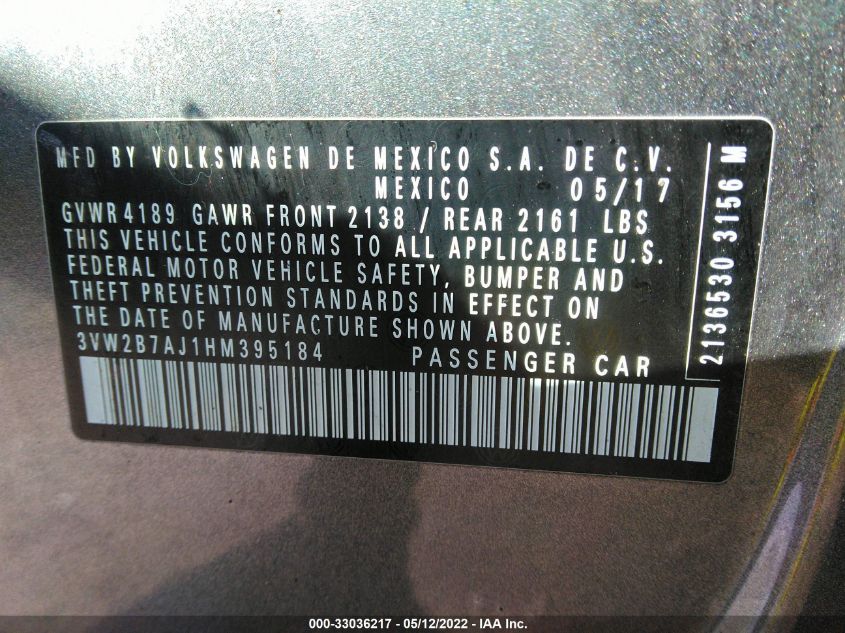 MFD BY VOLKSWAGEN DE MEXICO S.A. DE C.V.
MEXICO 05/17
GVWR 4189 GAWR FRONT 2138 / REAR 2161 LBS
THIS VEHICLE CONFORMS TO ALL APPLICABLE U.S.
FEDERAL MOTOR VEHICLE SAFETY, BUMPER AND
THEFT PREVENTION STANDARDS IN EFFECT ON
THE DATE OF MANUFACTURE SHOWN ABOVE.
3VW2B7AJ1HM395184 PASSENGER CAR
2136530 3156 M
000-33036217 - 05/12/2022 - IAA Inc.